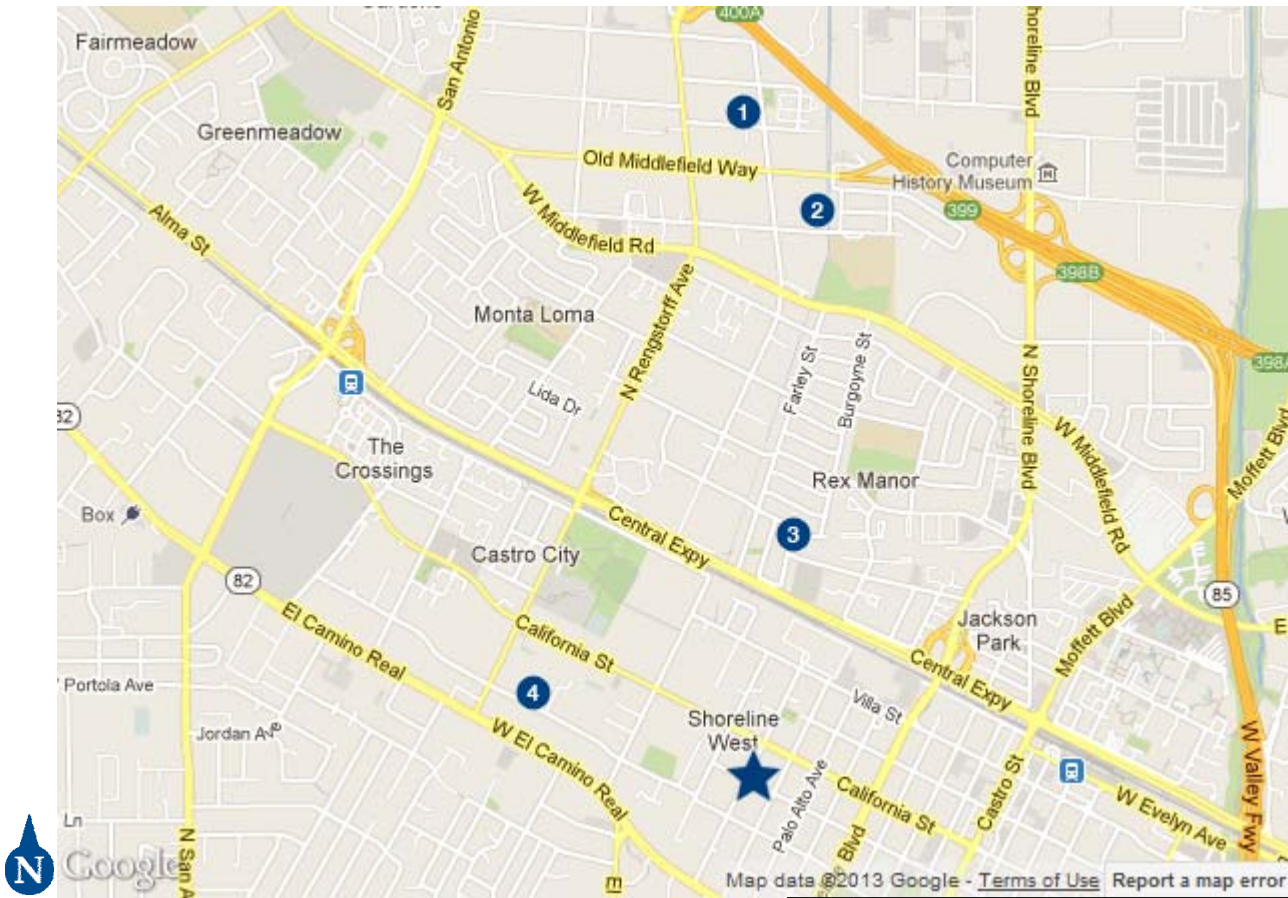 Gardens
400A
Fairmeadow
San Antonio
Shoreline Blvd
1
Greenmeadow
Old Middlefield Way
Computer
History Museum
2
399
W Middlefield Rd
Alma St
398B
Monta Loma
N Rengstorff Ave
398A
Lida Dr
Farley St
Burgoyne St
N Shoreline Blvd
82
The
Crossings
W Middlefield Rd
Moffett Blvd
Rex Manor
Box
Central Expy
3
Castro City
82
85
El Camino Real
California St
Jackson
Park
Moffett Blvd
E
Central Expy
Portola Ave
4
Villa St
Shoreline
West
Jordan Ave
W El Camino Real
W Valley Fwy
Palo Alto Ave
California St
Castro St
W Evelyn Ave
Ln
N San A
El
Blvd
N
Google
Map data ©2013 Google - Terms of Use Report a map error